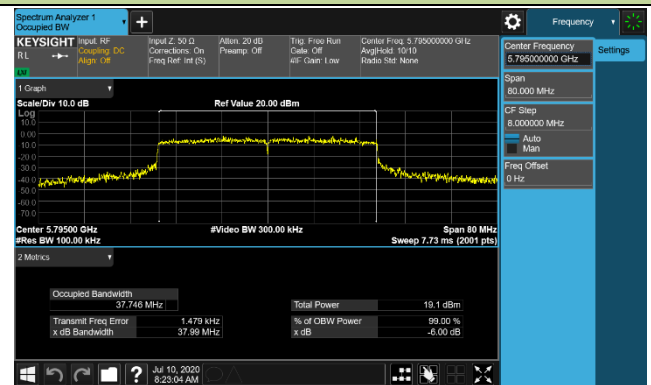 Spectrum Analyzer 1
Occupied BW
Frequency
KEYSIGHT
RL
Input: RF
Coupling: DC
Align: Off
Input Z: 50 Ω
Corrections: On
Freq Ref: Int (S)
Atten: 20 dB
Preamp: Off
Trig: Free Run
Gate: Off
#IF Gain: Low
Center Freq: 5.795000000 GHz
Avg|Hold: 10/10
Radio Std: None
Center Frequency
5.795000000 GHz
Settings
Span
80.000 MHz
CF Step
8.000000 MHz
Auto
Man
Freq Offset
0 Hz
1 Graph
Scale/Div 10.0 dB
Ref Value 20.00 dBm
Log
10.0
0.00
-10.0
-20.0
-30.0
-40.0
-50.0
-60.0
-70.0
Center 5.79500 GHz
#Video BW 300.00 kHz
Span 80 MHz
#Res BW 100.00 kHz
Sweep 7.73 ms (2001 pts)
2 Metrics
Occupied Bandwidth
37.746 MHz
Total Power
19.1 dBm
Transmit Freq Error
1.479 kHz
% of OBW Power
99.00 %
x dB Bandwidth
37.99 MHz
x dB
-6.00 dB
?
Jul 10, 2020
8:23:04 AM